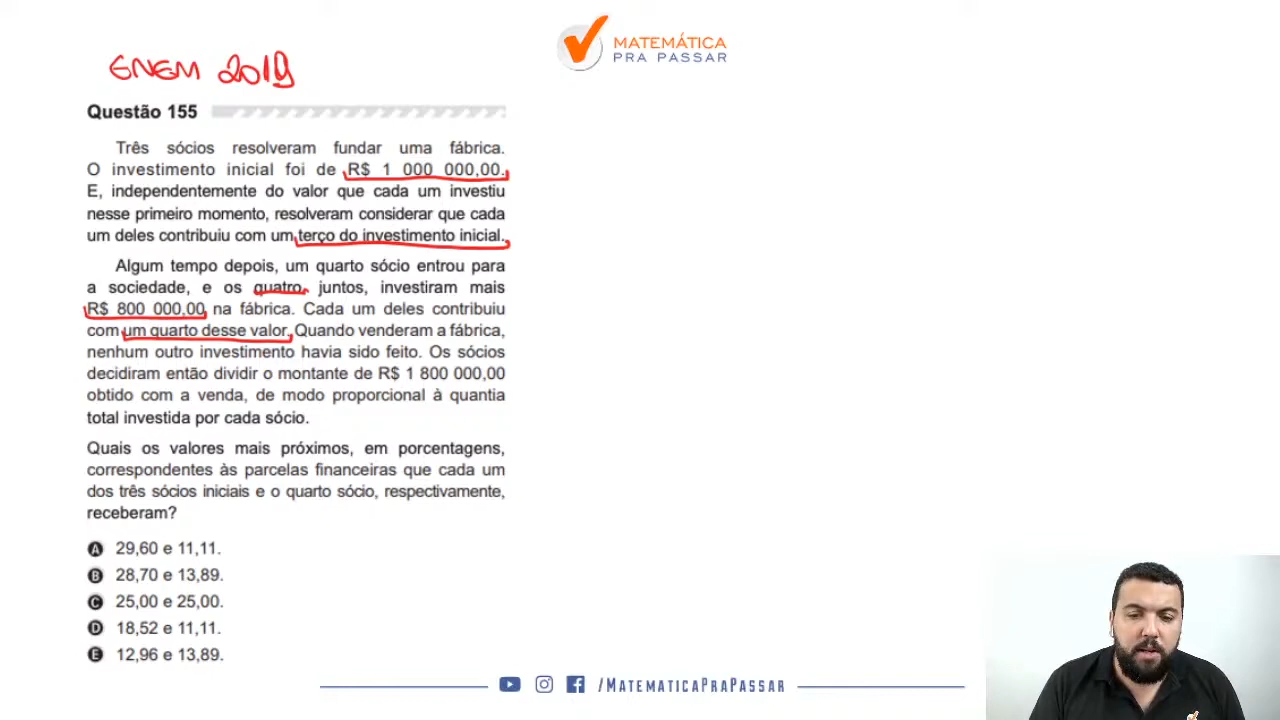 MATEMÁTICA
PRA PASSAR
ENEM 2019
Questão 155
Três sócios resolveram fundar uma fábrica.
O investimento inicial foi de R$ 1 000 000,00.
E, independentemente do valor que cada um investiu
nesse primeiro momento, resolveram considerar que cada
um deles contribuiu com um terço do investimento inicial.
Algum tempo depois, um quarto sócio entrou para
a sociedade, e os quatro, juntos, investiram mais
R$ 800 000,00 na fábrica. Cada um deles contribuiu
com um quarto desse valor. Quando venderam a fábrica,
nenhum outro investimento havia sido feito. Os sócios
decidiram então dividir o montante de R$ 1 800 000,00
obtido com a venda, de modo proporcional à quantia
total investida por cada sócio.
Quais os valores mais próximos, em porcentagens,
correspondentes às parcelas financeiras que cada um
dos três sócios iniciais e o quarto sócio, respectivamente,
receberam?
A 29,60 e 11,11.
B 28,70 e 13,89.
C 25,00 e 25,00.
D 18,52 e 11,11.
E 12,96 e 13,89.
/MATEMATICAPRAPASSAR